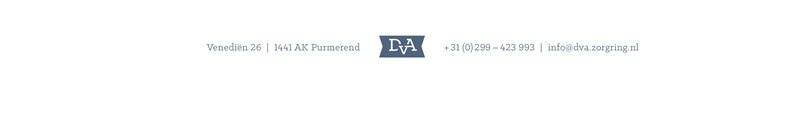 Venediën 26 | 1441 AK Purmerend DVA +31 (0)299 – 423 993 | info@dva.zorgring.nl